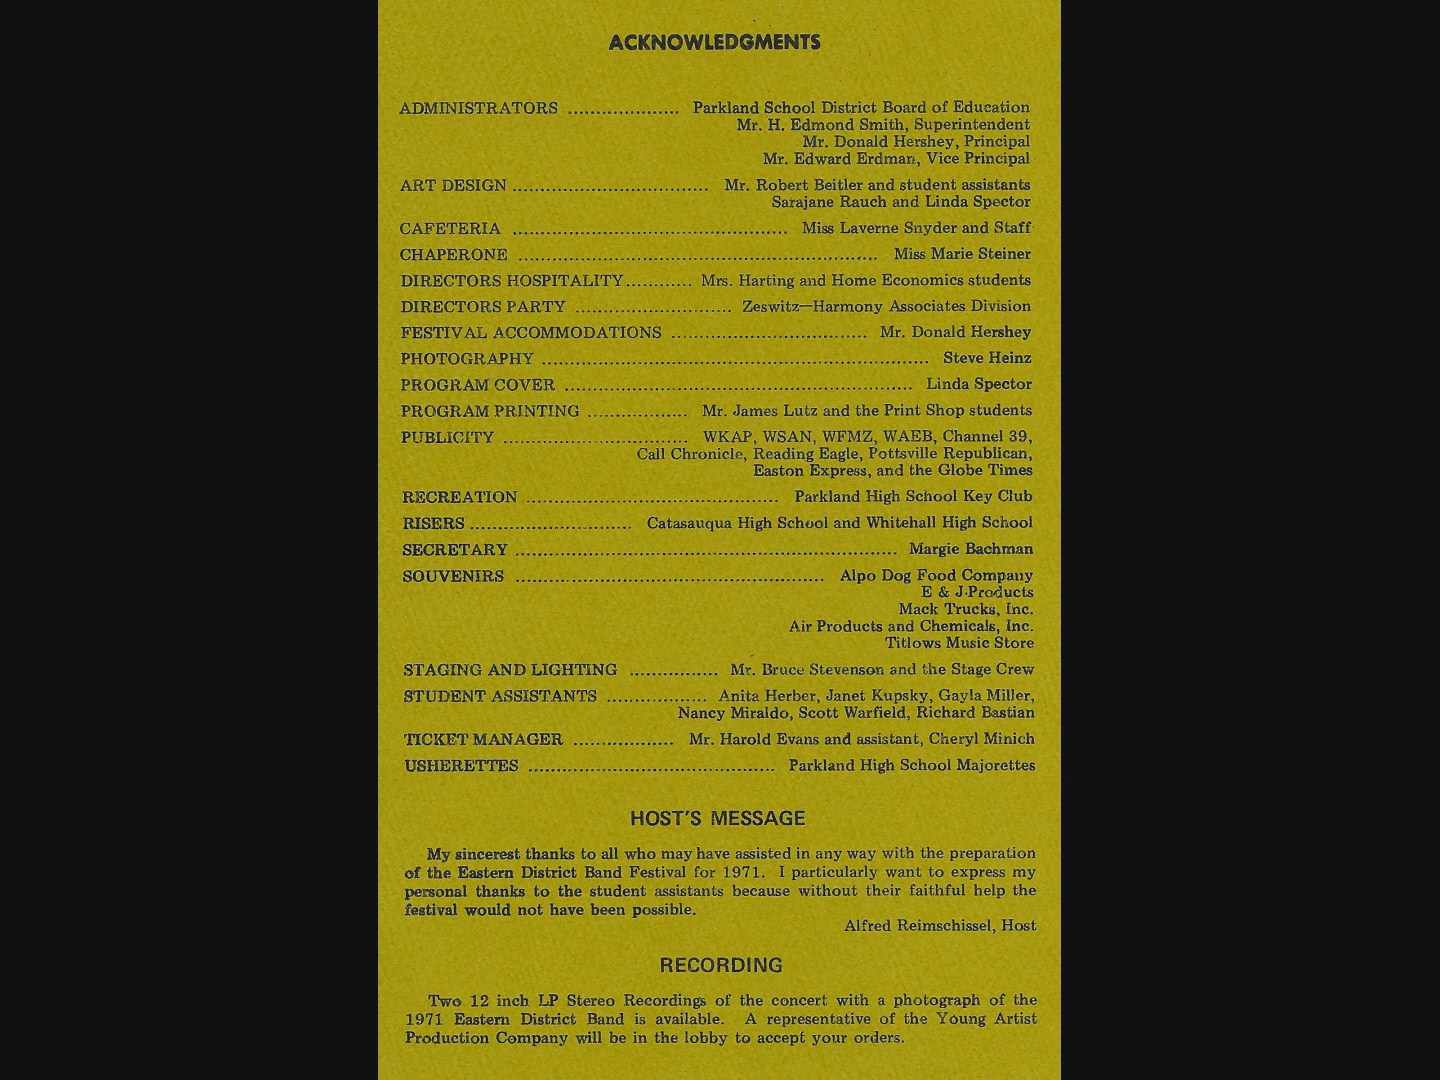 ACKNOWLEDGMENTS
ADMINISTRATORS .................... Parkland School District Board of Education
Mr. H. Edmond Smith, Superintendent
Mr. Donald Hershey, Principal
Mr. Edward Erdman, Vice Principal
ART DESIGN ................................... Mr. Robert Beitler and student assistants
Sarajane Rauch and Linda Spector
CAFETERIA ................................................. Miss Laverne Snyder and Staff
CHAPERONE ................................................................ Miss Marie Steiner
DIRECTORS HOSPITALITY............ Mrs. Harting and Home Economics students
DIRECTORS PARTY ............................ Zeswitz—Harmony Associates Division
FESTIVAL ACCOMMODATIONS ................................... Mr. Donald Hershey
PHOTOGRAPHY ..................................................................... Steve Heinz
PROGRAM COVER .............................................................. Linda Spector
PROGRAM PRINTING .................. Mr. James Lutz and the Print Shop students
PUBLICITY ................................. WKAP, WSAN, WFMZ, WAEB, Channel 39,
Call Chronicle, Reading Eagle, Pottsville Republican,
Easton Express, and the Globe Times
RECREATION ............................................. Parkland High School Key Club
RISERS ............................. Catasauqua High School and Whitehall High School
SECRETARY .................................................................... Margie Bachman
SOUVENIRS ....................................................... Alpo Dog Food Company
E & J Products
Mack Trucks, Inc.
Air Products and Chemicals, Inc.
Titlows Music Store
STAGING AND LIGHTING ................ Mr. Bruce Stevenson and the Stage Crew
STUDENT ASSISTANTS .................. Anita Herber, Janet Kupsky, Gayla Miller,
Nancy Miraldo, Scott Warfield, Richard Bastian
TICKET MANAGER .................. Mr. Harold Evans and assistant, Cheryl Minich
USHERETTES ............................................ Parkland High School Majorettes
HOST'S MESSAGE
My sincerest thanks to all who may have assisted in any way with the preparation
of the Eastern District Band Festival for 1971. I particularly want to express my
personal thanks to the student assistants because without their faithful help the
festival would not have been possible.
Alfred Reimschissel, Host
RECORDING
Two 12 inch LP Stereo Recordings of the concert with a photograph of the
1971 Eastern District Band is available. A representative of the Young Artist
Production Company will be in the lobby to accept your orders.